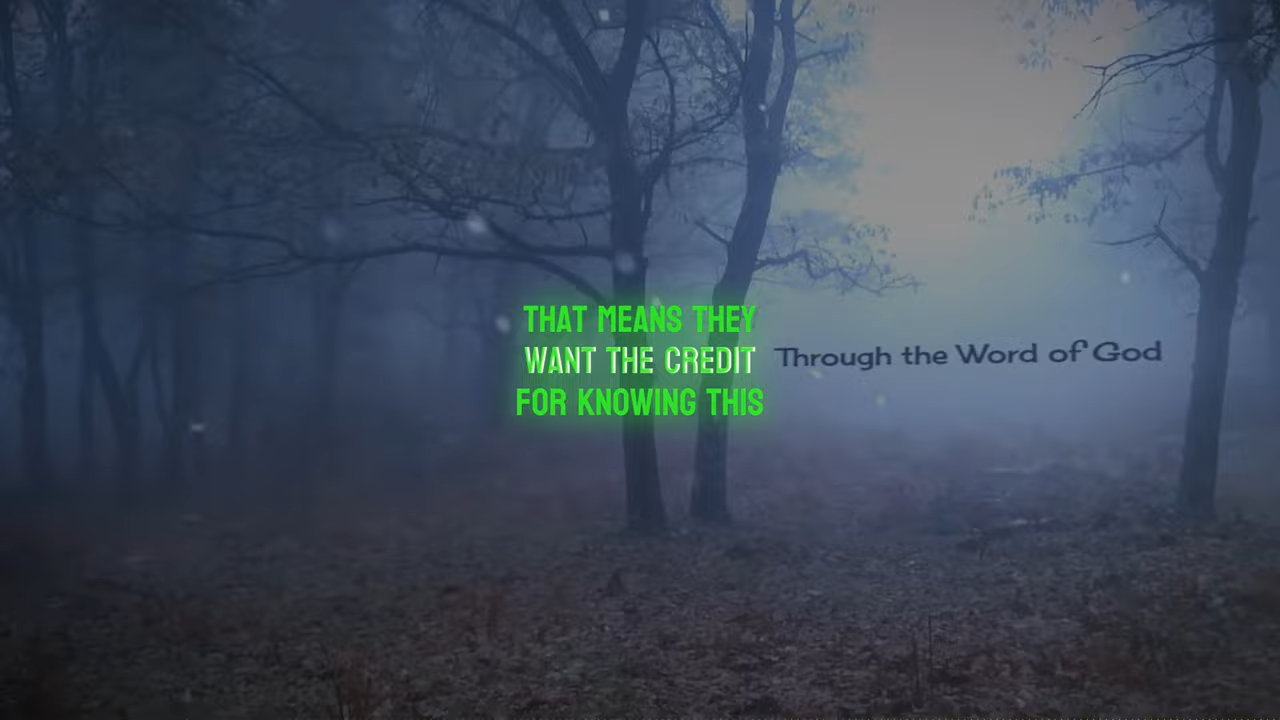 THAT MEANS THEY
WANT THE CREDIT
FOR KNOWING THIS
Through the Word of God